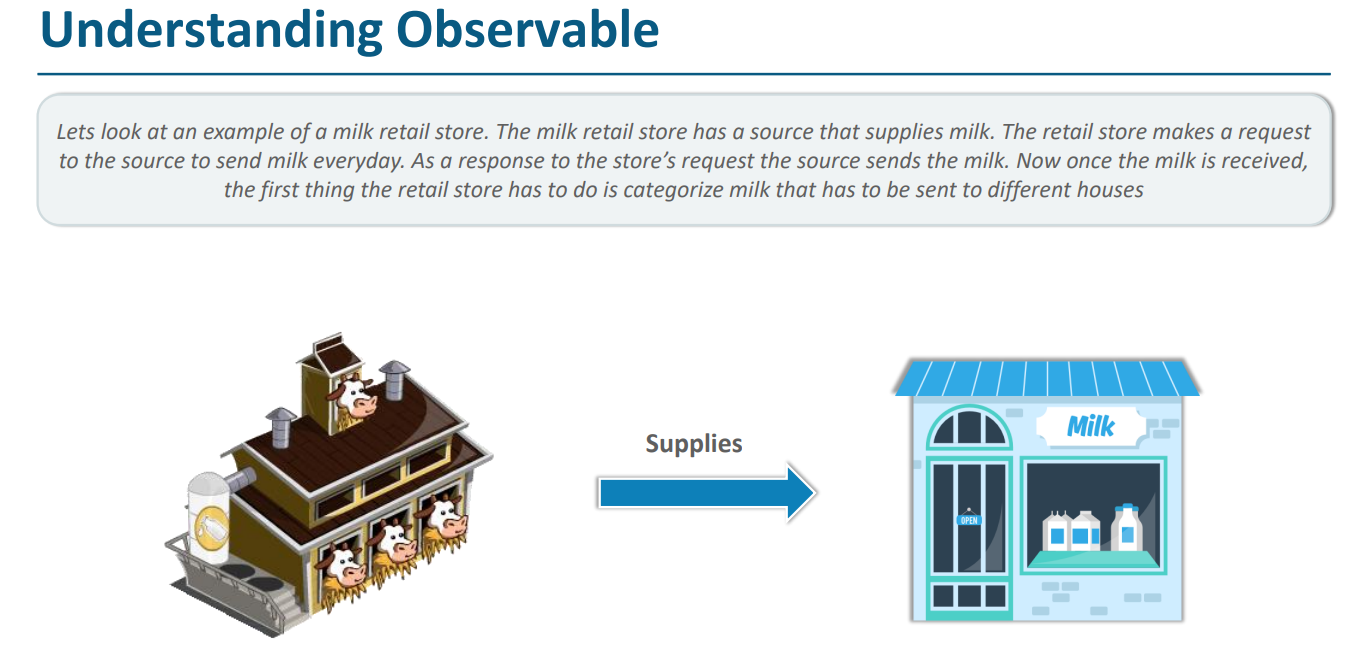 Understanding Observable
Lets look at an example of a milk retail store. The milk retail store has a source that supplies milk. The retail store makes a request
to the source to send milk everyday. As a response to the store’s request the source sends the milk. Now once the milk is received,
the first thing the retail store has to do is categorize milk that has to be sent to different houses
Supplies
Milk
OPEN